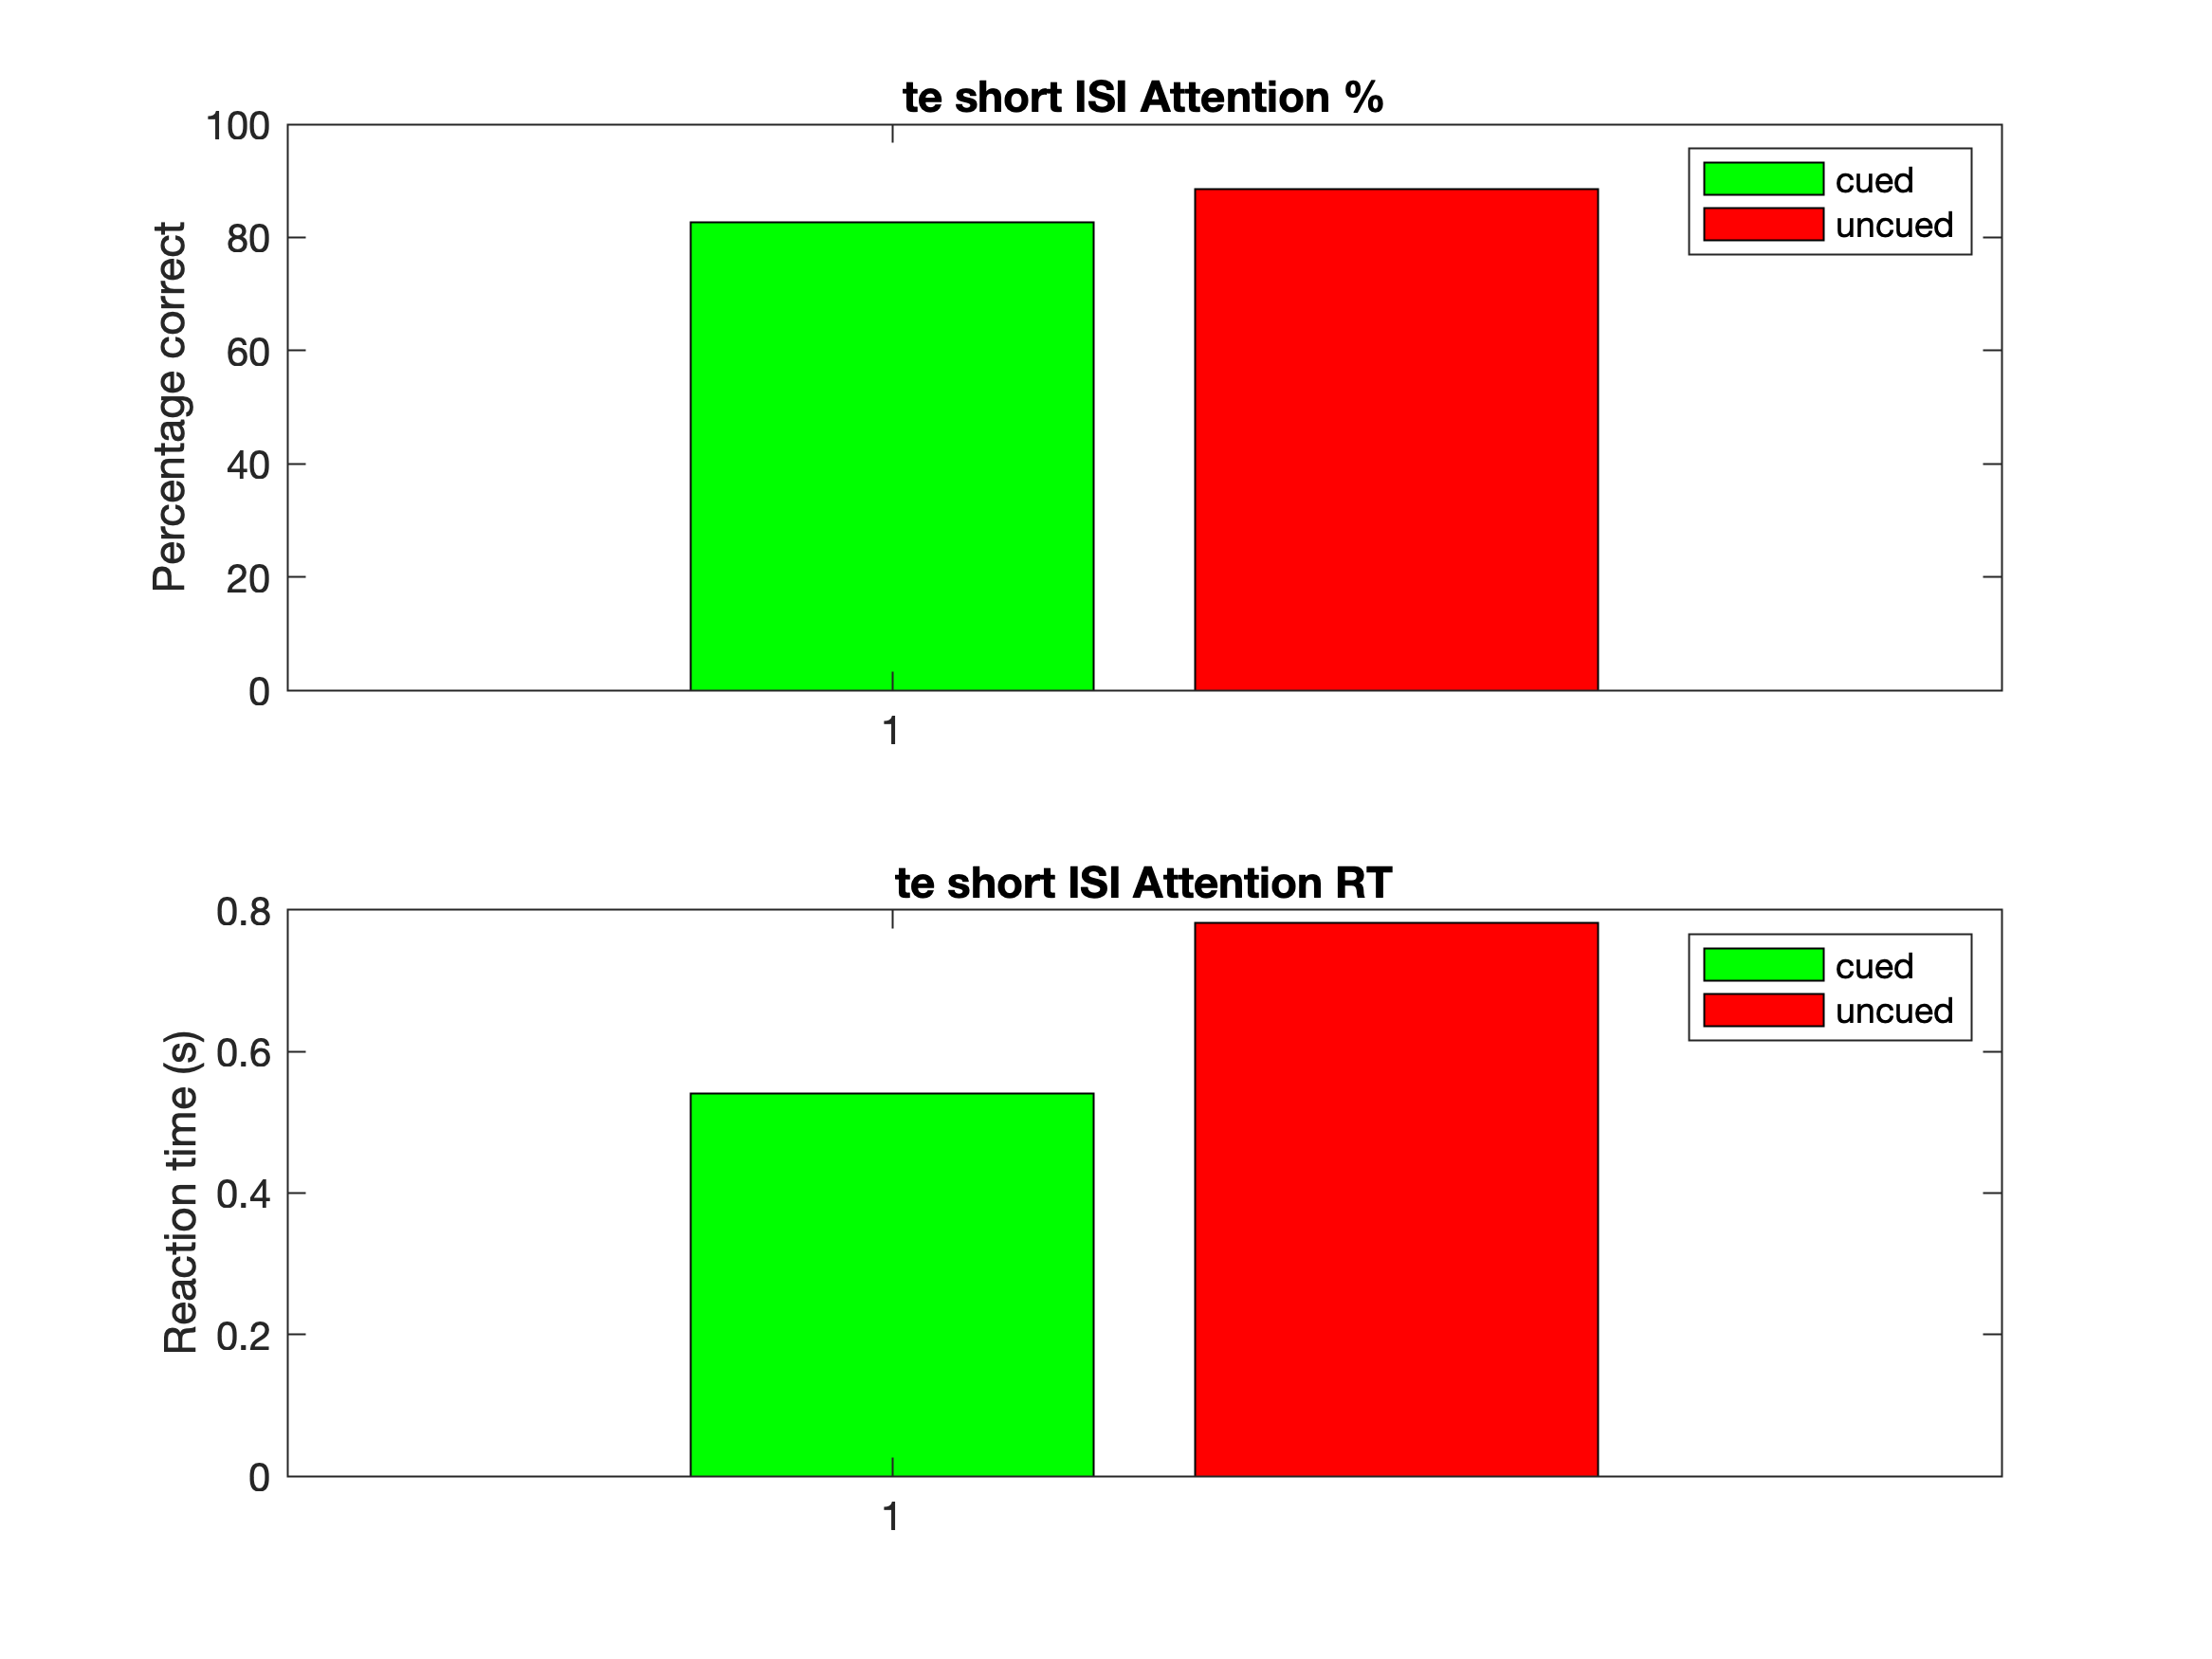 te short ISI Attention %
100
80
60
40
20
0
Percentage correct
cued
uncued
1
te short ISI Attention RT
0.8
0.6
0.4
0.2
0
Reaction time (s)
cued
uncued
1